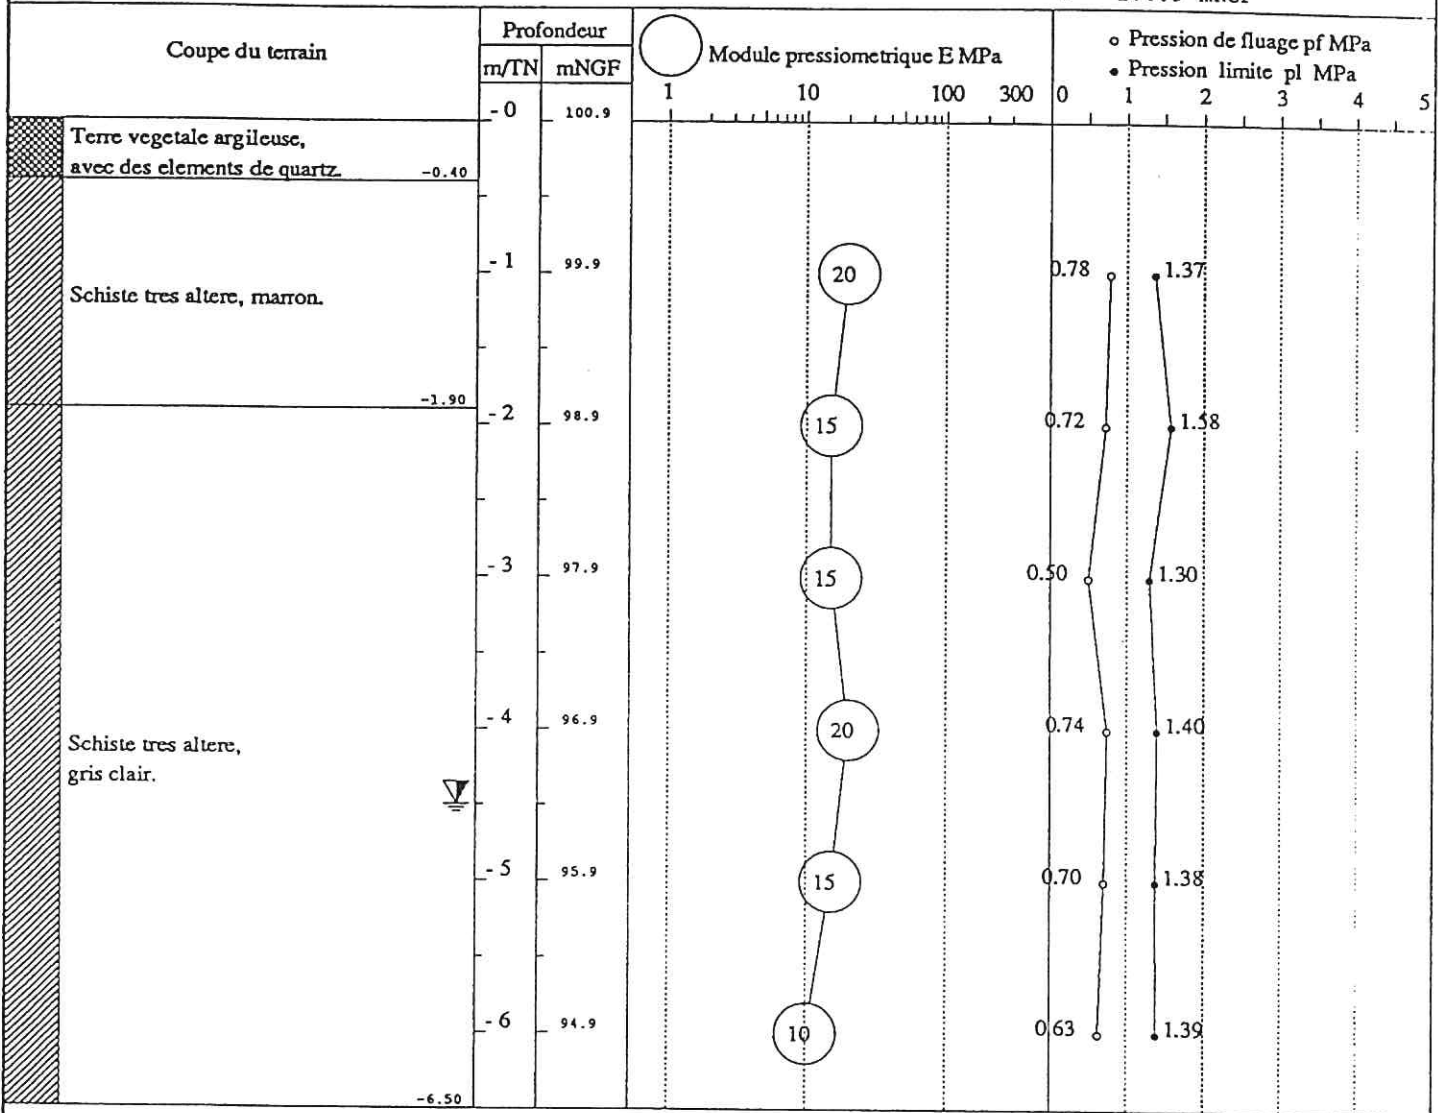 Coupe du terrain
Profondeur
m/TN mNGF
Module pressiometrique E MPa
1 10 100 300
Pression de fluage pf MPa
Pression limite pl MPa
0 1 2 3 4 5
-0 100.9
Terre vegetale argileuse,
avec des elements de quartz. -0.40
-1 99.9 20 0.78 1.37
Schiste tres altere, marron.
-1.90
-2 98.9 15 0.72 1.58
-3 97.9 15 0.50 1.30
-4 96.9 20 0.74 1.40
Schiste tres altere,
gris clair.
-5 95.9 15 0.70 1.38
-6 94.9 10 0.63 1.39
-6.50